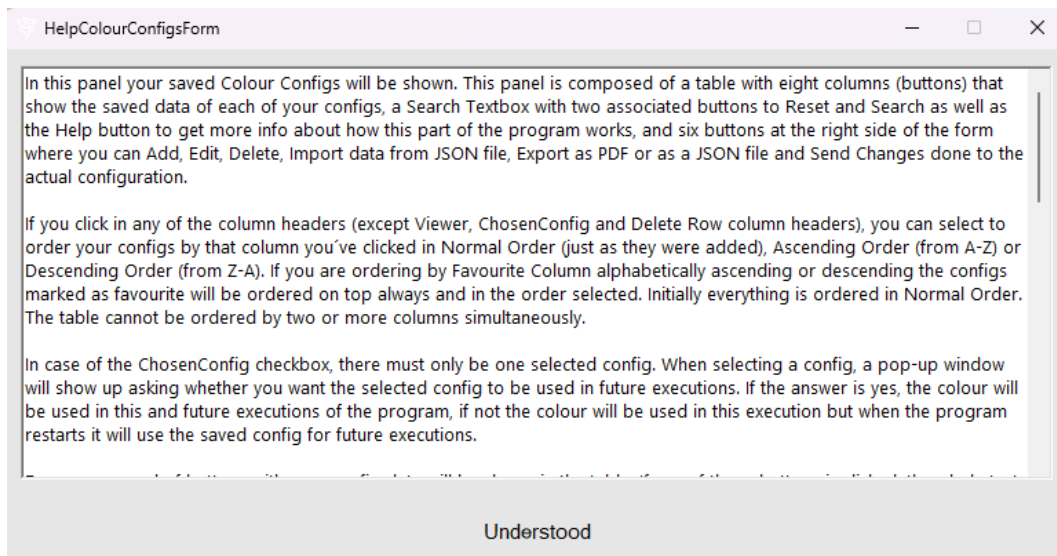 HelpColourConfigsForm
In this panel your saved Colour Configs will be shown. This panel is composed of a table with eight columns (buttons) that
show the saved data of each of your configs, a Search Textbox with two associated buttons to Reset and Search as well as
the Help button to get more info about how this part of the program works, and six buttons at the right side of the form
where you can Add, Edit, Delete, Import data from JSON file, Export as PDF or as a JSON file and Send Changes done to the
actual configuration.
If you click in any of the column headers (except Viewer, ChosenConfig and Delete Row column headers), you can select to
order your configs by that column you´ve clicked in Normal Order (just as they were added), Ascending Order (from A-Z) or
Descending Order (from Z-A). If you are ordering by Favourite Column alphabetically ascending or descending the configs
marked as favourite will be ordered on top always and in the order selected. Initially everything is ordered in Normal Order.
The table cannot be ordered by two or more columns simultaneously.
In case of the ChosenConfig checkbox, there must only be one selected config. When selecting a config, a pop-up window
will show up asking whether you want the selected config to be used in future executions. If the answer is yes, the colour will
be used in this and future executions of the program, if not the colour will be used in this execution but when the program
restarts it will use the saved config for future executions.
Understood